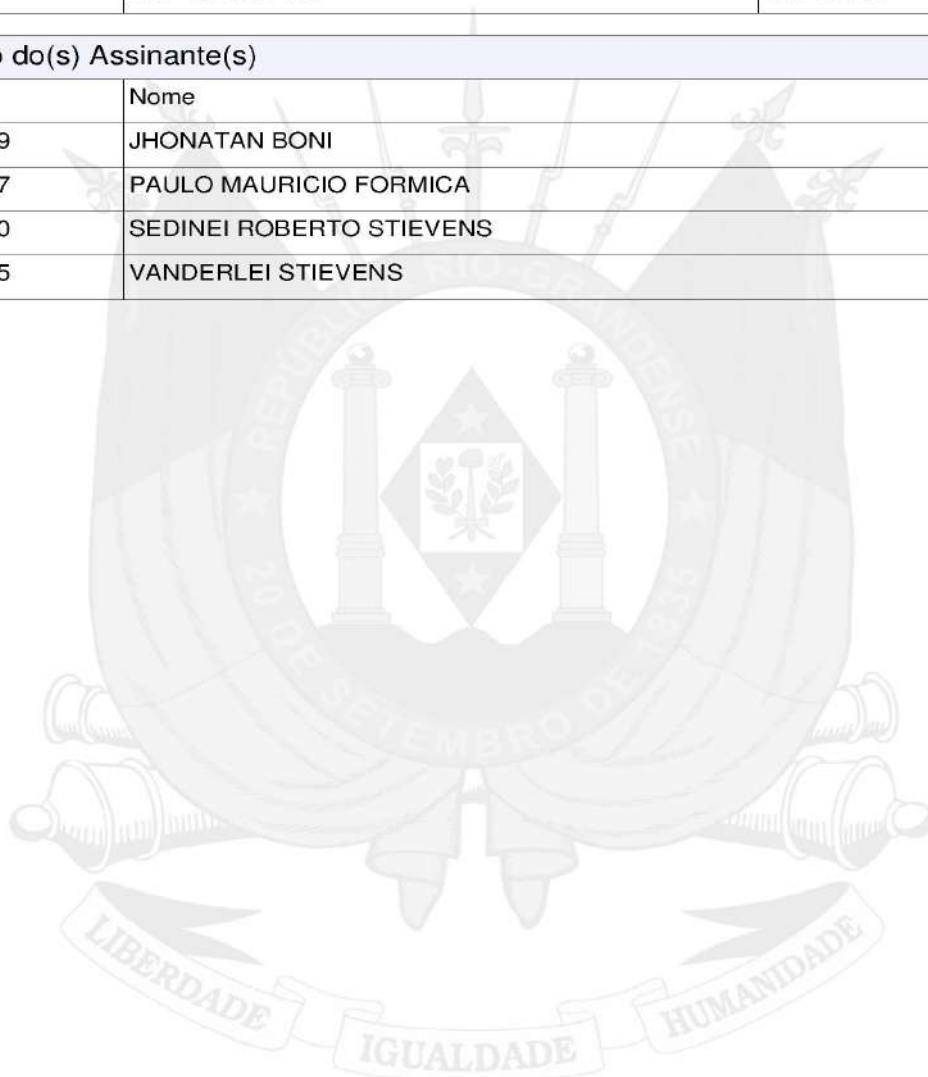 do(s) Assinante(s)
Nome
9 JHONATAN BONI
7 PAULO MAURICIO FORMICA
0 SEDINEI ROBERTO STIEVENS
5 VANDERLEI STIEVENS
REPÚBLICA RIO-GRANDENSE
20 DE SETEMBRO DE 1835
LIBERDADE
IGUALDADE
HUMANIDADE